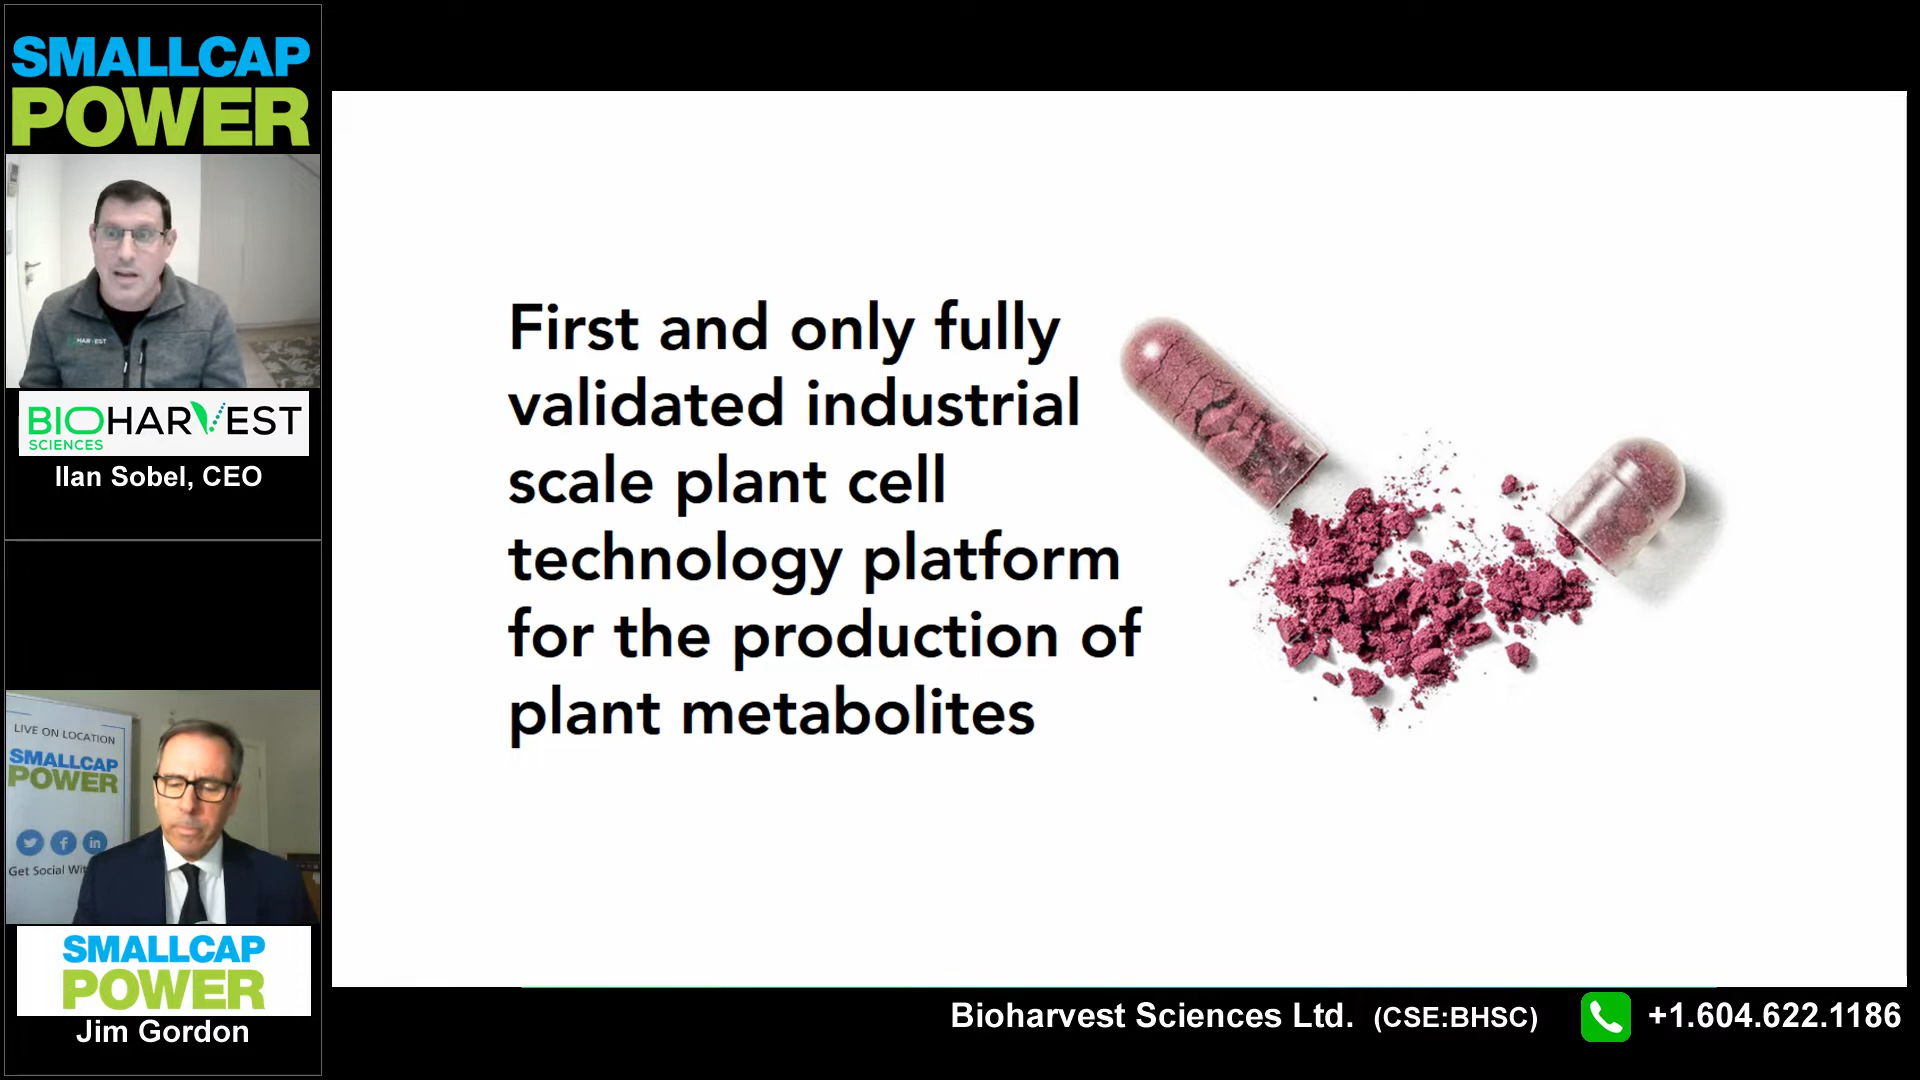 SMALLCAP
POWER
HARVEST
BIOHARVEST
SCIENCES
Ilan Sobel, CEO
LIVE ON LOCATION
SMALLCAP
POWER
Get Social Wit
SMALLCAP
POWER
Jim Gordon
First and only fully
validated industrial
scale plant cell
technology platform
for the production of
plant metabolites
Bioharvest Sciences Ltd. (CSE:BHSC) +1.604.622.1186